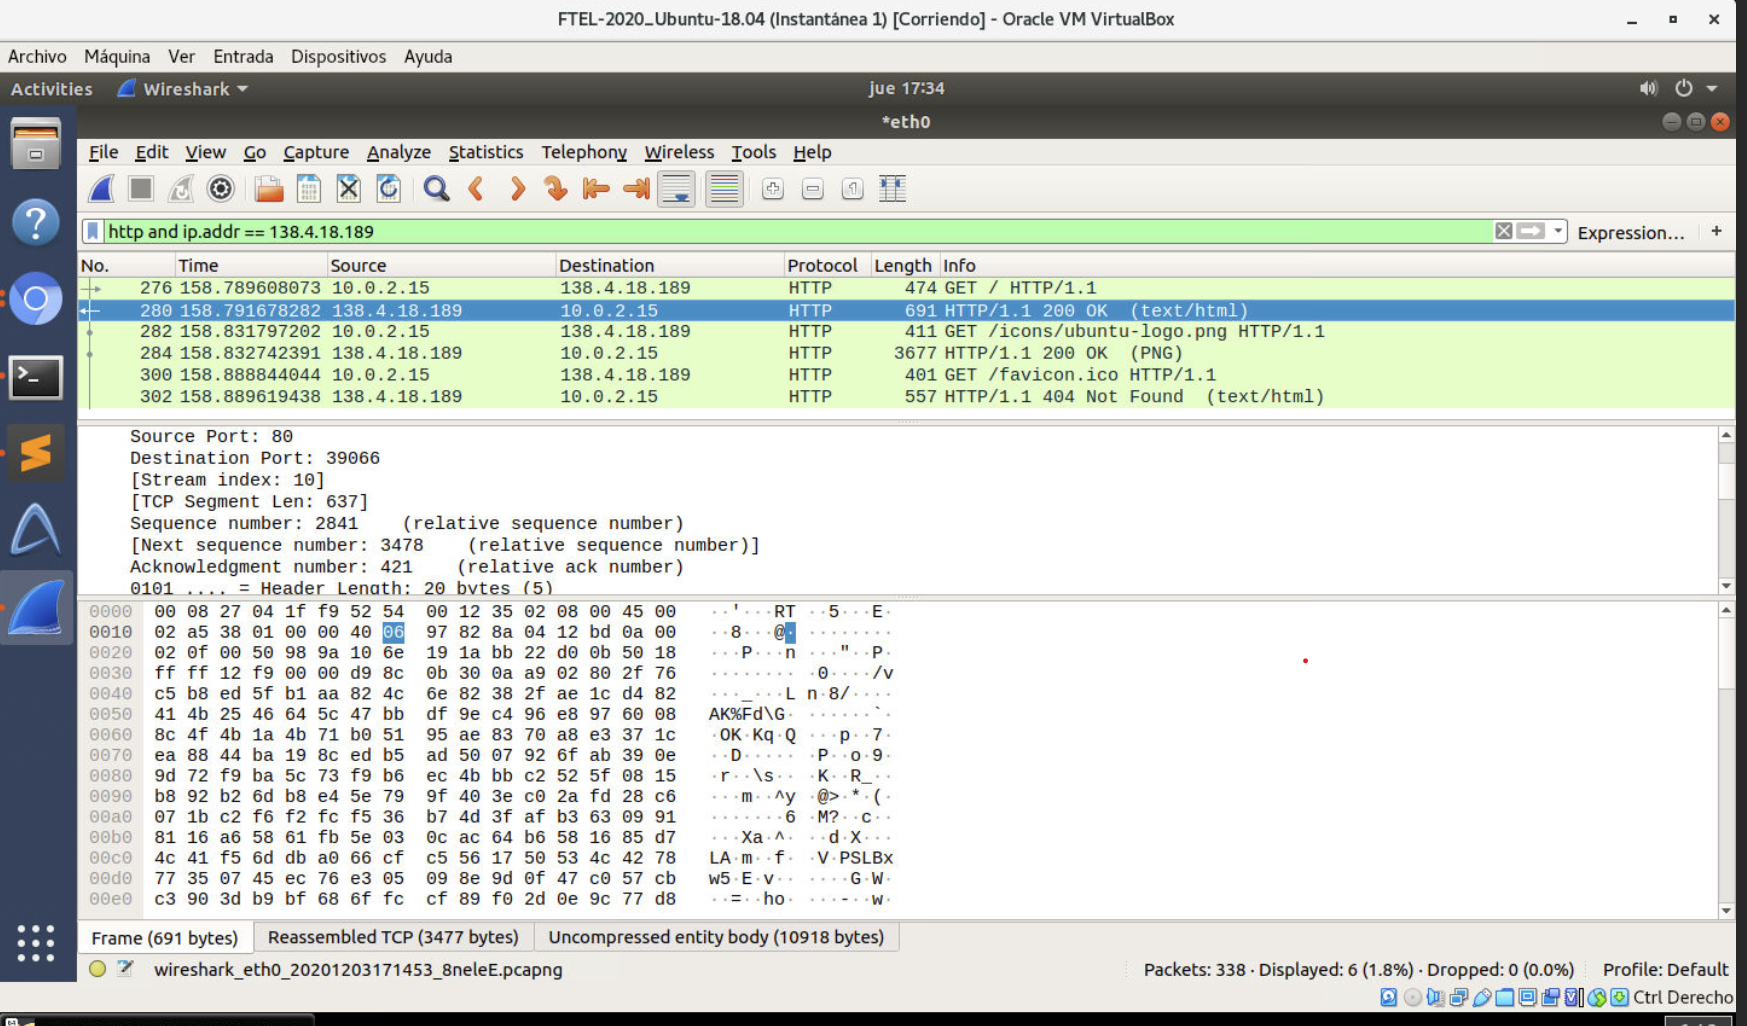 FTEL-2020_Ubuntu-18.04 (Instantánea 1) [Corriendo] - Oracle VM VirtualBox
Archivo Máquina Ver Entrada Dispositivos Ayuda
Activities Wireshark jue 17:34
*eth0
File Edit View Go Capture Analyze Statistics Telephony Wireless Tools Help
http and ip.addr == 138.4.18.189 Expression… +
No. Time Source Destination Protocol Length Info
276 158.789608073 10.0.2.15 138.4.18.189 HTTP 474 GET / HTTP/1.1
280 158.791678282 138.4.18.189 10.0.2.15 HTTP 691 HTTP/1.1 200 OK (text/html)
282 158.831797202 10.0.2.15 138.4.18.189 HTTP 411 GET /icons/ubuntu-logo.png HTTP/1.1
284 158.832742391 138.4.18.189 10.0.2.15 HTTP 3677 HTTP/1.1 200 OK (PNG)
300 158.888844044 10.0.2.15 138.4.18.189 HTTP 401 GET /favicon.ico HTTP/1.1
302 158.889619438 138.4.18.189 10.0.2.15 HTTP 557 HTTP/1.1 404 Not Found (text/html)
Source Port: 80
Destination Port: 39066
[Stream index: 10]
[TCP Segment Len: 637]
Sequence number: 2841 (relative sequence number)
[Next sequence number: 3478 (relative sequence number)]
Acknowledgment number: 421 (relative ack number)
0101 .... = Header Length: 20 bytes (5)
0000 00 08 27 04 1f f9 52 54 00 12 35 02 08 00 45 00 ··'···RT ··5···E·
0010 02 a5 38 01 00 00 40 06 97 82 8a 04 12 bd 0a 00 ··8···@· ········
0020 02 0f 00 50 98 9a 10 6e 19 1a bb 22 d0 0b 50 18 ···P···n ···"··P·
0030 ff ff 12 f9 00 00 d9 8c 0b 30 0a a9 02 80 2f 76 ········ ·0····/v
0040 c5 b8 ed 5f b1 aa 82 4c 6e 82 38 2f ae 1c d4 82 ···_···L n·8/····
0050 41 4b 25 46 64 5c 47 bb df 9e c4 96 e8 97 60 08 AK%Fd\G· ······`·
0060 8c 4f 4b 1a 4b 71 b0 51 95 ae 83 70 a8 e3 37 1c ·OK·Kq·Q ···p··7·
0070 ea 88 44 ba 19 8c ed b5 ad 50 07 92 6f ab 39 0e ··D····· ·P··o·9·
0080 9d 72 f9 ba 5c 73 f9 b6 ec 4b bb c2 52 5f 08 15 ·r··\s·· ·K··R_··
0090 b8 92 b2 6d b8 e4 5e 79 9f 40 3e c0 2a fd 28 c6 ···m··^y ·@>·*·(·
00a0 07 1b c2 f6 f2 fc f5 36 b7 4d 3f af b3 63 09 91 ·······6 ·M?··c··
00b0 81 16 a6 58 61 fb 5e 03 0c ac 64 b6 58 16 85 d7 ···Xa·^· ··d·X···
00c0 4c 41 f5 6d db a0 66 cf c5 56 17 50 53 4c 42 78 LA·m··f· ·V·PSLBx
00d0 77 35 07 45 ec 76 e3 05 09 8e 9d 0f 47 c0 57 cb w5·E·v·· ····G·W·
00e0 c3 90 3d b9 bf 68 6f fc cf 89 f0 2d 0e 9c 77 d8 ··=··ho· ···-··w·
Frame (691 bytes) Reassembled TCP (3477 bytes) Uncompressed entity body (10918 bytes)
wireshark_eth0_20201203171453_8neleE.pcapng Packets: 338 · Displayed: 6 (1.8%) · Dropped: 0 (0.0%) Profile: Default
Ctrl Derecho